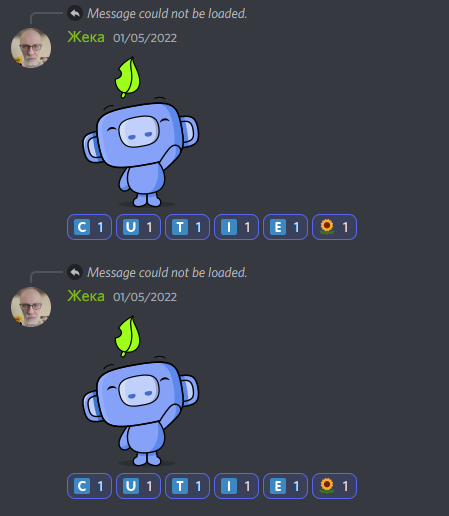 Message could not be loaded.
Жека 01/05/2022
C 1 U 1 T 1 I 1 E 1 1
Message could not be loaded.
Жека 01/05/2022
C 1 U 1 T 1 I 1 E 1 1